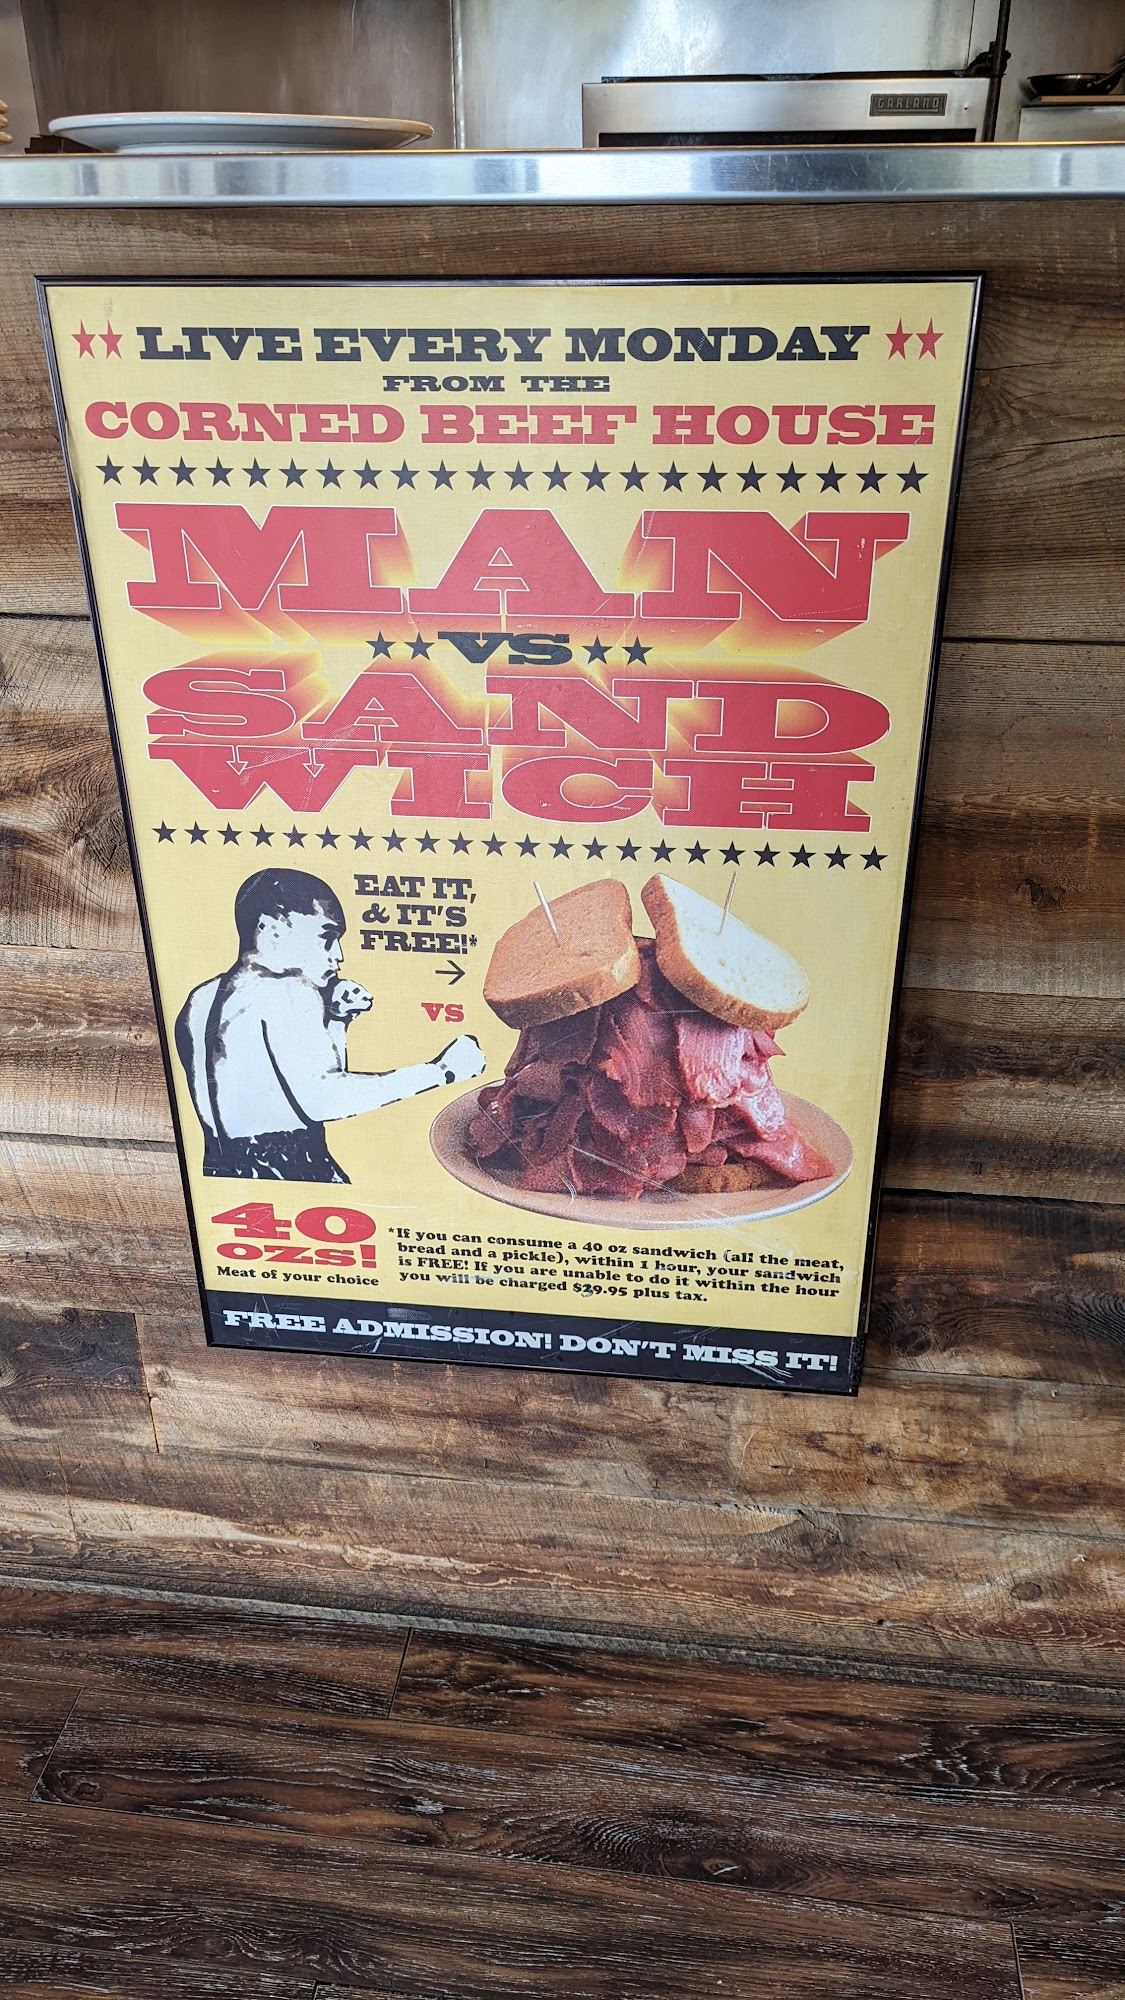 GARLAND
LIVE EVERY MONDAY
FROM THE
CORNED BEEF HOUSE
MAN
VS
SAND
WICH
EAT IT,
& IT'S
FREE!*
VS
40
OZS!
Meat of your choice
*If you can consume a 40 oz sandwich (all the meat,
bread and a pickle), within 1 hour, your sandwich
is FREE! If you are unable to do it within the hour
you will be charged $29.95 plus tax.
FREE ADMISSION! DON'T MISS IT!